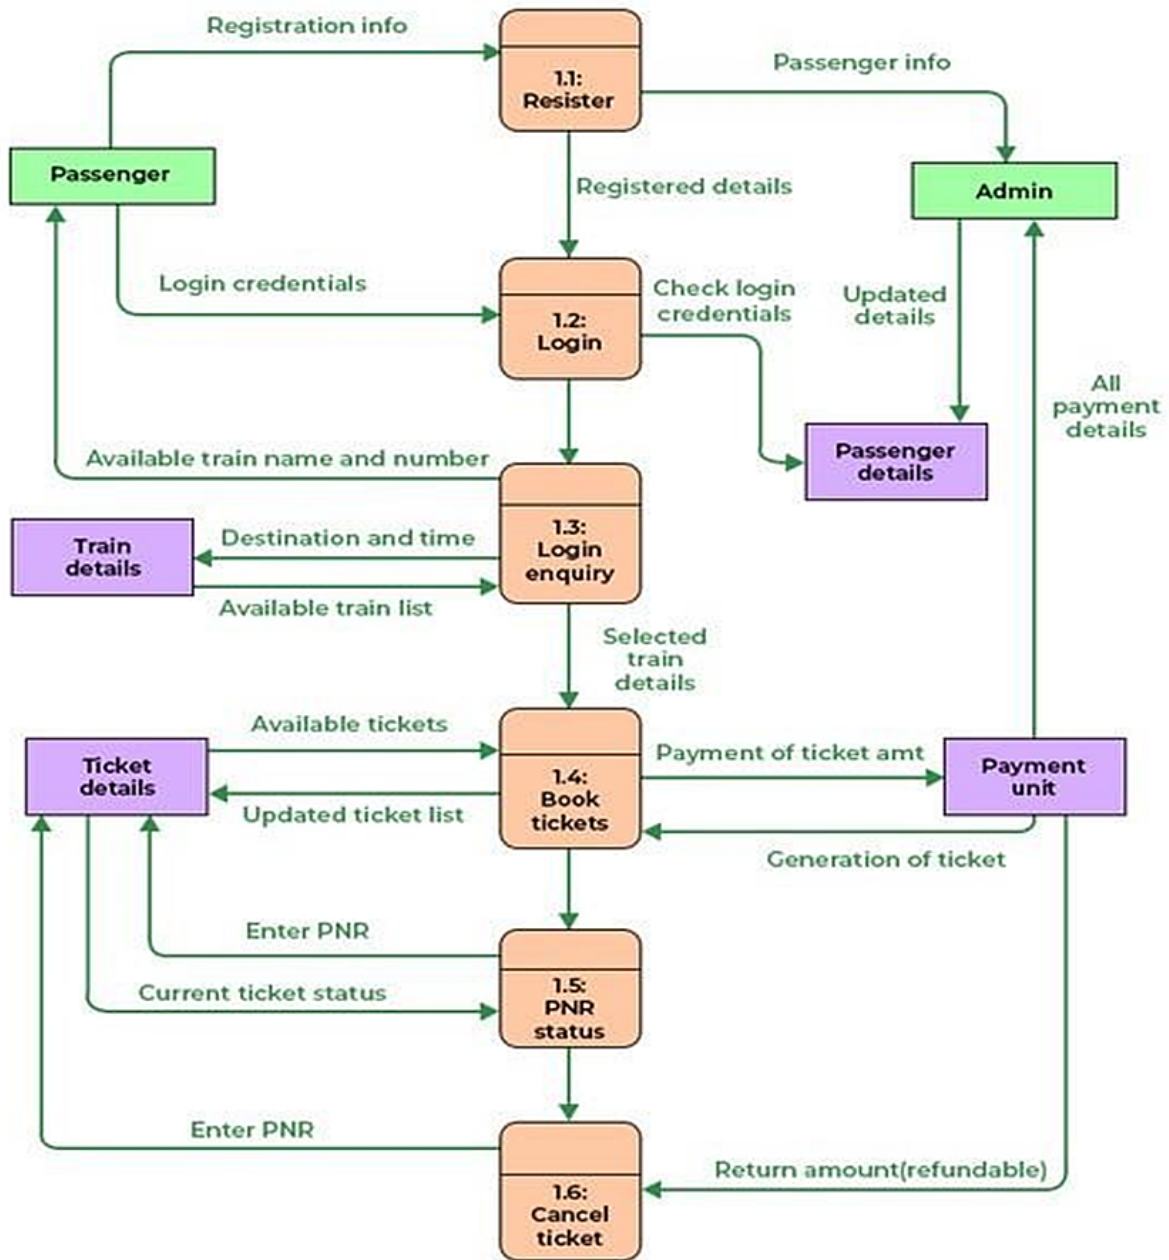 Registration info
1.1:
Resister
Passenger info
Passenger
Admin
Registered details
Login credentials
1.2:
Login
Check login
credentials
Updated
details
All
payment
details
Available train name and number
Passenger
details
Train
details
Destination and time
Available train list
1.3:
Login
enquiry
Selected
train
details
Available tickets
Ticket
details
Updated ticket list
1.4:
Book
tickets
Payment of ticket amt
Payment
unit
Generation of ticket
Enter PNR
Current ticket status
1.5:
PNR
status
Enter PNR
1.6:
Cancel
ticket
Return amount(refundable)